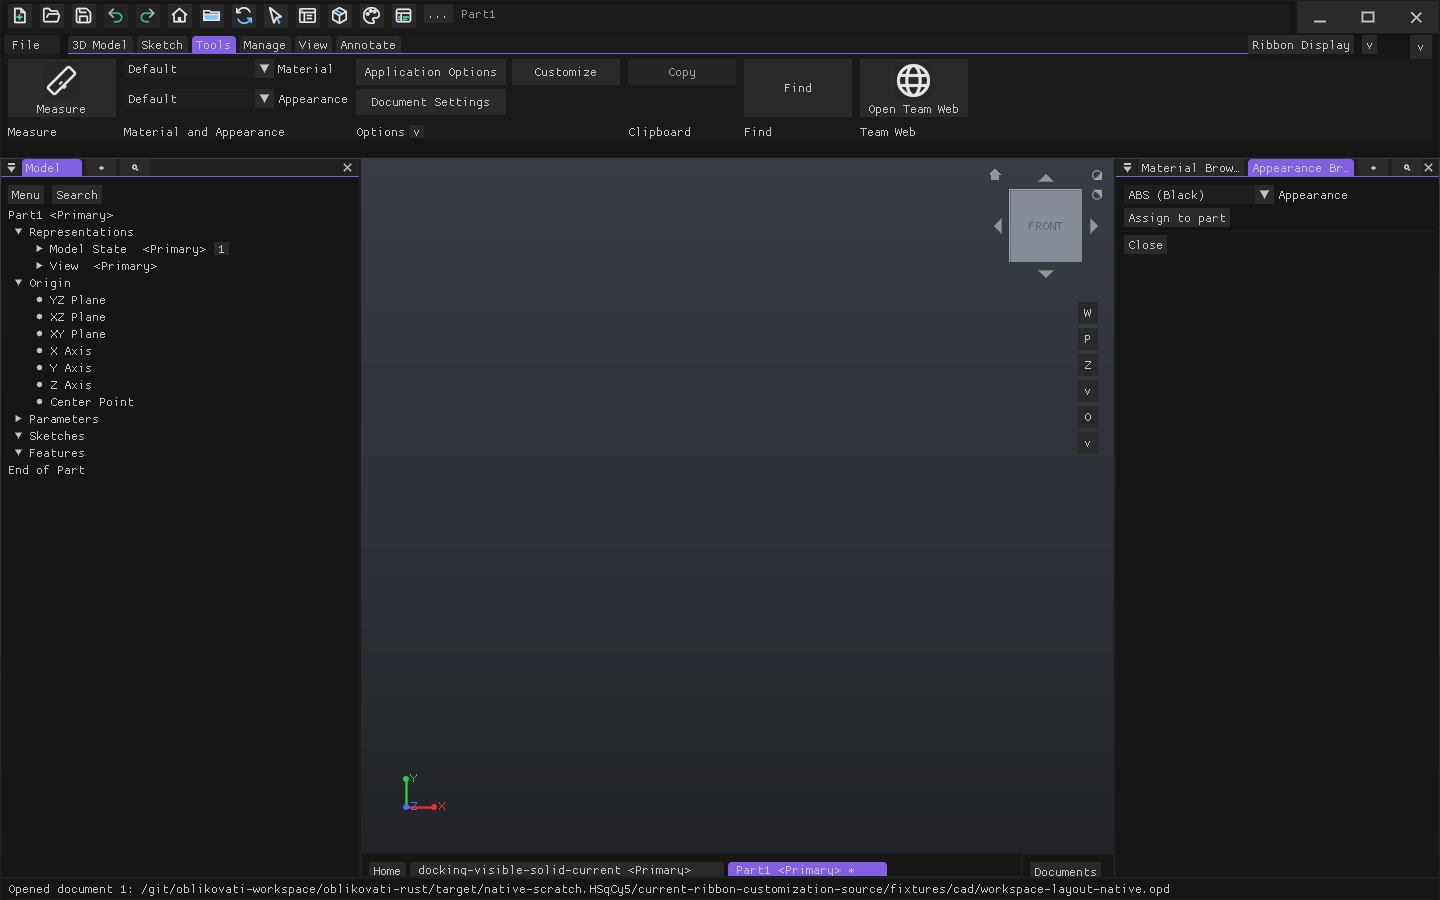 ... Part1
File 3D Model Sketch Tools Manage View Annotate Ribbon Display v v
Default Material Application Options Customize Copy
Default Appearance Document Settings Find
Measure Open Team Web
Measure Material and Appearance Options v Clipboard Find Team Web
Model Material Brow… Appearance Br…
Menu Search ABS (Black) Appearance
Part1 <Primary> Assign to part
Representations
Model State <Primary> 1 Close
View <Primary>
Origin
YZ Plane
XZ Plane
XY Plane
X Axis
Y Axis
Z Axis
Center Point
Parameters
Sketches
Features
End of Part
FRONT
W
P
Z
v
O
v
Y
Z X
Home docking-visible-solid-current <Primary> Part1 <Primary> * Documents
Opened document 1: /git/oblikovati-workspace/oblikovati-rust/target/native-scratch.HSqCy5/current-ribbon-customization-source/fixtures/cad/workspace-layout-native.opd